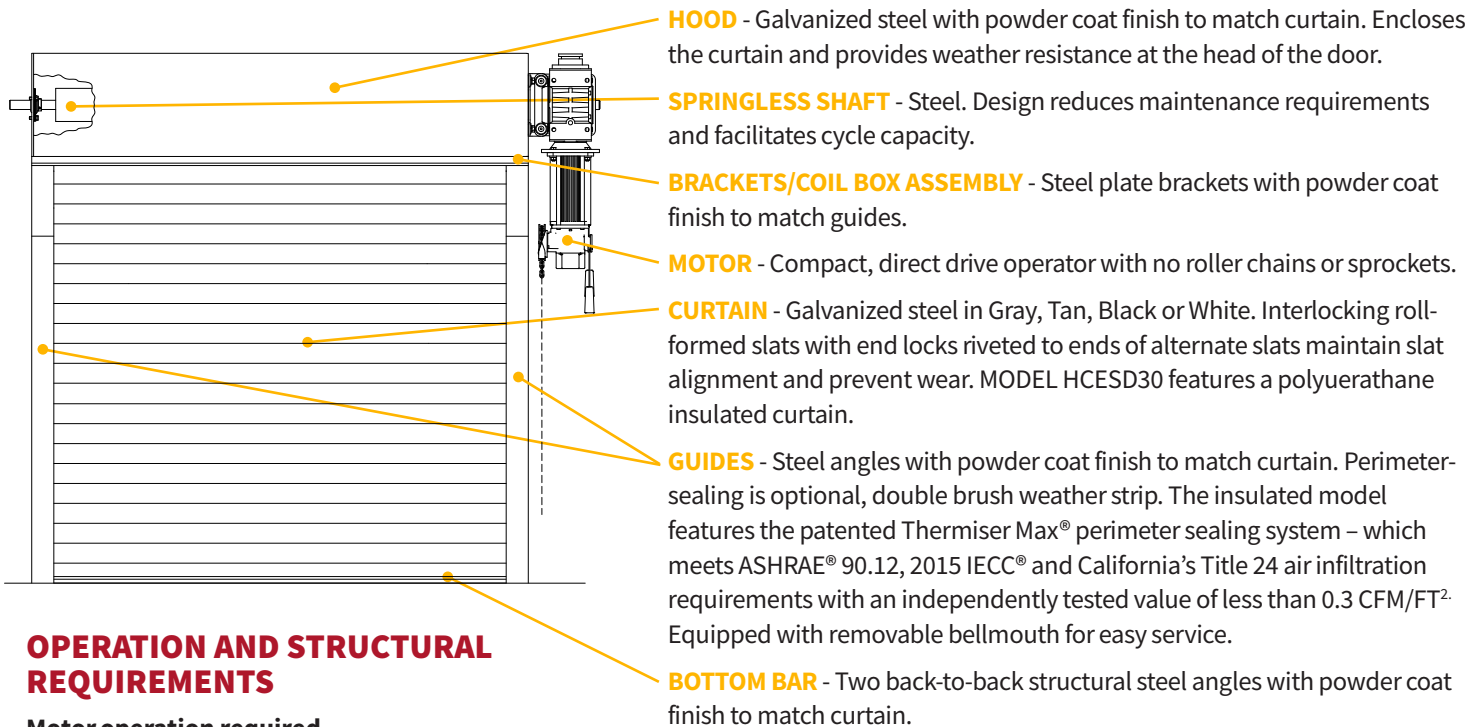 HOOD - Galvanized steel with powder coat finish to match curtain. Encloses
the curtain and provides weather resistance at the head of the door.
SPRINGLESS SHAFT - Steel. Design reduces maintenance requirements
and facilitates cycle capacity.
BRACKETS/COIL BOX ASSEMBLY - Steel plate brackets with powder coat
finish to match guides.
MOTOR - Compact, direct drive operator with no roller chains or sprockets.
CURTAIN - Galvanized steel in Gray, Tan, Black or White. Interlocking roll-
formed slats with end locks riveted to ends of alternate slats maintain slat
alignment and prevent wear. MODEL HCESD30 features a polyuerathane
insulated curtain.
GUIDES - Steel angles with powder coat finish to match curtain. Perimeter-
sealing is optional, double brush weather strip. The insulated model
features the patented Thermiser Max® perimeter sealing system – which
meets ASHRAE® 90.12, 2015 IECC® and California's Title 24 air infiltration
requirements with an independently tested value of less than 0.3 CFM/FT².
Equipped with removable bellmouth for easy service.
BOTTOM BAR - Two back-to-back structural steel angles with powder coat
finish to match curtain.
OPERATION AND STRUCTURAL
REQUIREMENTS
Motor operation required